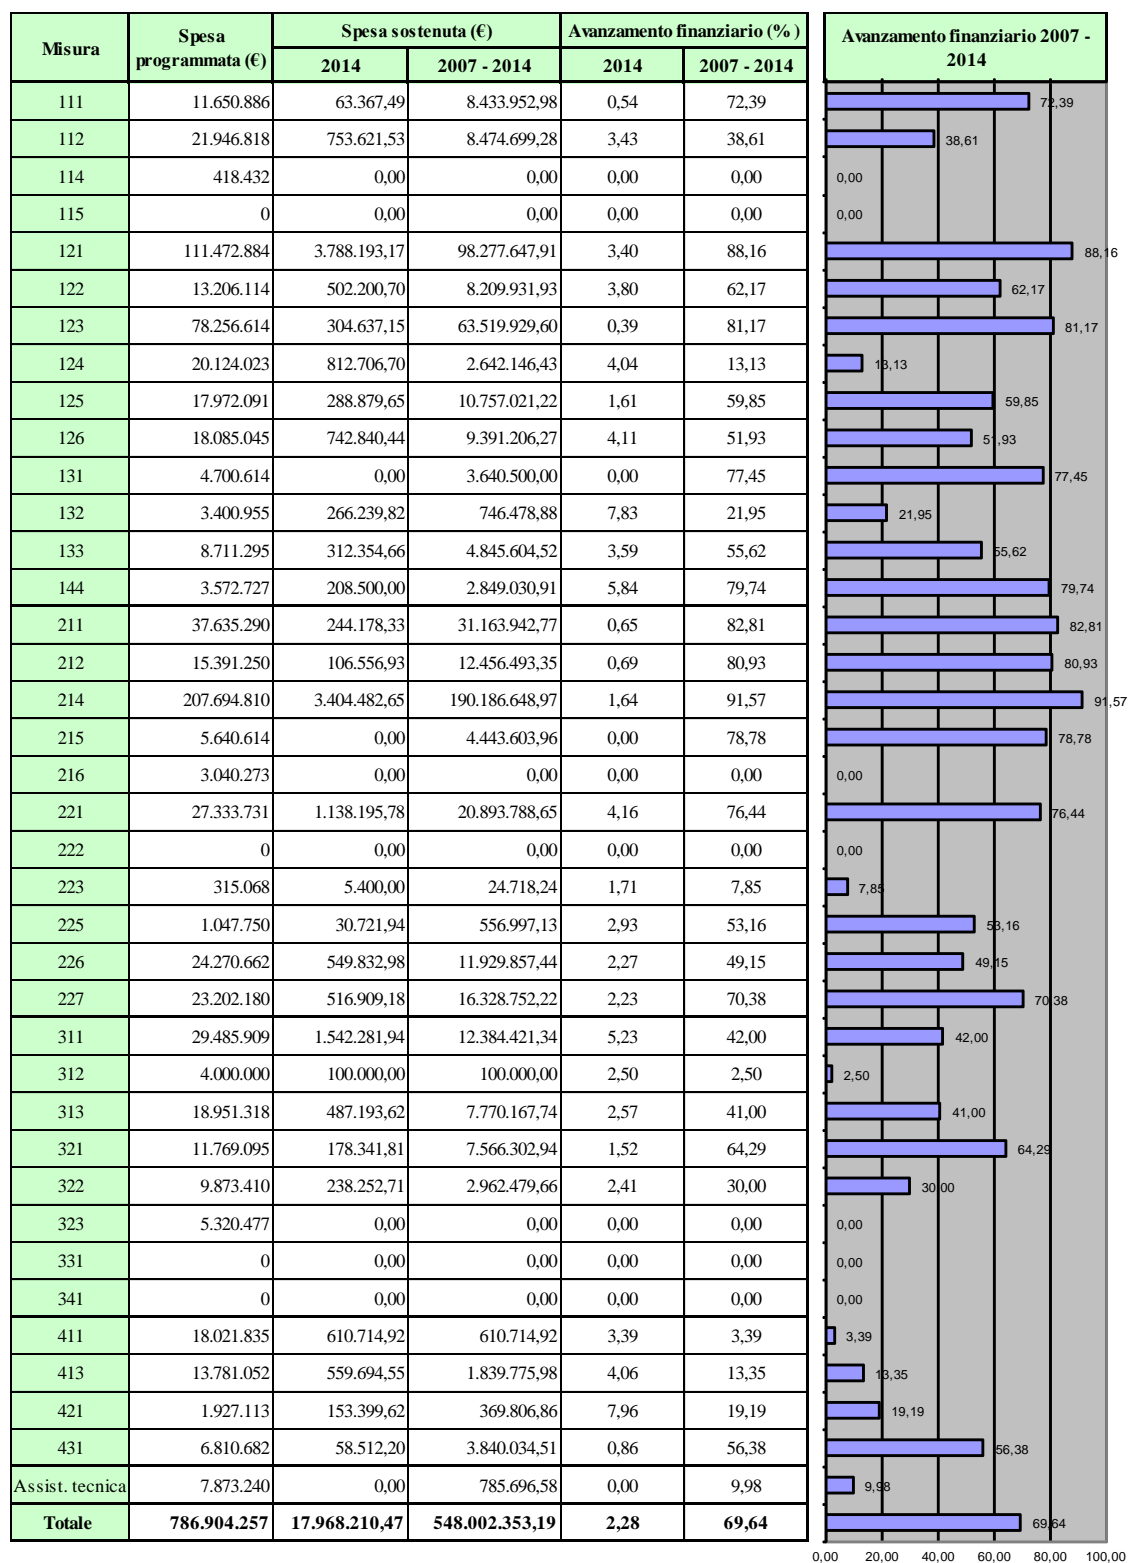 Misura Spesa programmata (€) Spesa sostenuta (€) Avanzamento finanziario (%) Avanzamento finanziario 2007 - 2014
2014 2007 - 2014 2014 2007 - 2014
111 11.650.886 63.367,49 8.433.952,98 0,54 72,39 72,39
112 21.946.818 753.621,53 8.474.699,28 3,43 38,61 38,61
114 418.432 0,00 0,00 0,00 0,00 0,00
115 0 0,00 0,00 0,00 0,00 0,00
121 111.472.884 3.788.193,17 98.277.647,91 3,40 88,16 88,16
122 13.206.114 502.200,70 8.209.931,93 3,80 62,17 62,17
123 78.256.614 304.637,15 63.519.929,60 0,39 81,17 81,17
124 20.124.023 812.706,70 2.642.146,43 4,04 13,13 13,13
125 17.972.091 288.879,65 10.757.021,22 1,61 59,85 59,85
126 18.085.045 742.840,44 9.391.206,27 4,11 51,93 51,93
131 4.700.614 0,00 3.640.500,00 0,00 77,45 77,45
132 3.400.955 266.239,82 746.478,88 7,83 21,95 21,95
133 8.711.295 312.354,66 4.845.604,52 3,59 55,62 55,62
144 3.572.727 208.500,00 2.849.030,91 5,84 79,74 79,74
211 37.635.290 244.178,33 31.163.942,77 0,65 82,81 82,81
212 15.391.250 106.556,93 12.456.493,35 0,69 80,93 80,93
214 207.694.810 3.404.482,65 190.186.648,97 1,64 91,57 91,57
215 5.640.614 0,00 4.443.603,96 0,00 78,78 78,78
216 3.040.273 0,00 0,00 0,00 0,00 0,00
221 27.333.731 1.138.195,78 20.893.788,65 4,16 76,44 76,44
222 0 0,00 0,00 0,00 0,00 0,00
223 315.068 5.400,00 24.718,24 1,71 7,85 7,85
225 1.047.750 30.721,94 556.997,13 2,93 53,16 53,16
226 24.270.662 549.832,98 11.929.857,44 2,27 49,15 49,15
227 23.202.180 516.909,18 16.328.752,22 2,23 70,38 70,38
311 29.485.909 1.542.281,94 12.384.421,34 5,23 42,00 42,00
312 4.000.000 100.000,00 100.000,00 2,50 2,50 2,50
313 18.951.318 487.193,62 7.770.167,74 2,57 41,00 41,00
321 11.769.095 178.341,81 7.566.302,94 1,52 64,29 64,29
322 9.873.410 238.252,71 2.962.479,66 2,41 30,00 30,00
323 5.320.477 0,00 0,00 0,00 0,00 0,00
331 0 0,00 0,00 0,00 0,00 0,00
341 0 0,00 0,00 0,00 0,00 0,00
411 18.021.835 610.714,92 610.714,92 3,39 3,39 3,39
413 13.781.052 559.694,55 1.839.775,98 4,06 13,35 13,35
421 1.927.113 153.399,62 369.806,86 7,96 19,19 19,19
431 6.810.682 58.512,20 3.840.034,51 0,86 56,38 56,38
Assist. tecnica 7.873.240 0,00 785.696,58 0,00 9,98 9,98
Totale 786.904.257 17.968.210,47 548.002.353,19 2,28 69,64 69,64
0,00 20,00 40,00 60,00 80,00 100,00